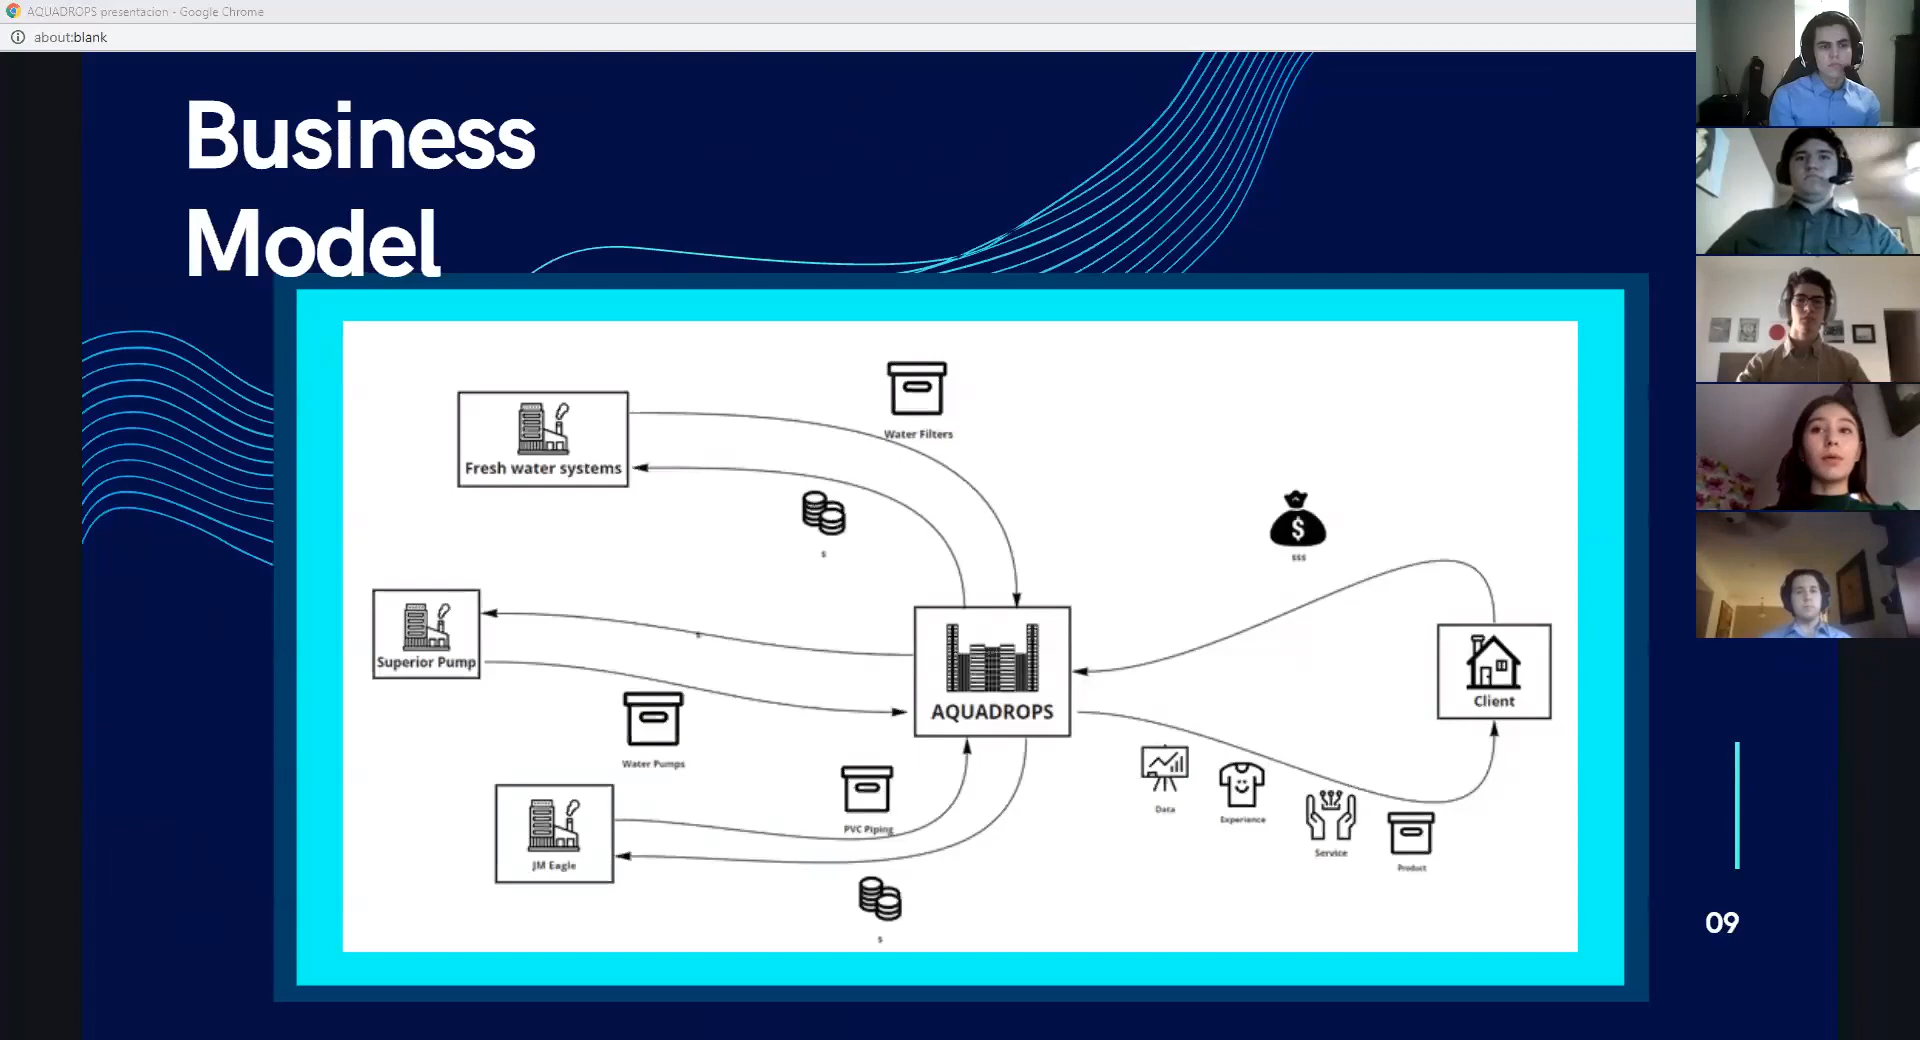 AQUADROPS presentacion - Google Chrome
about:blank
Business
Model
Water Filters
Fresh water systems
$
$$$
Superior Pump
$
AQUADROPS
Client
Water Pumps
Data
Experience
PVC Piping
Service
JM Eagle
Product
$
09